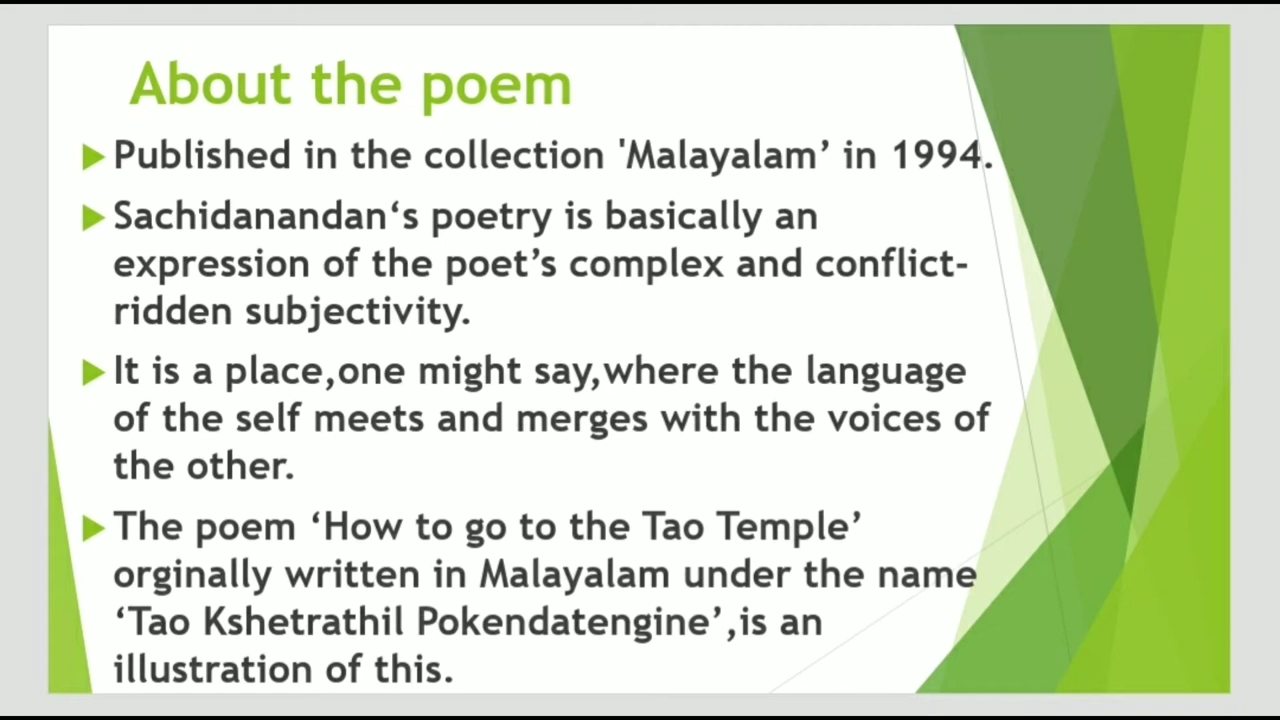 About the poem
Published in the collection 'Malayalam’ in 1994.
Sachidanandan‘s poetry is basically an
expression of the poet’s complex and conflict-
ridden subjectivity.
It is a place,one might say,where the language
of the self meets and merges with the voices of
the other.
The poem ‘How to go to the Tao Temple’
orginally written in Malayalam under the name
‘Tao Kshetrathil Pokendatengine’,is an
illustration of this.